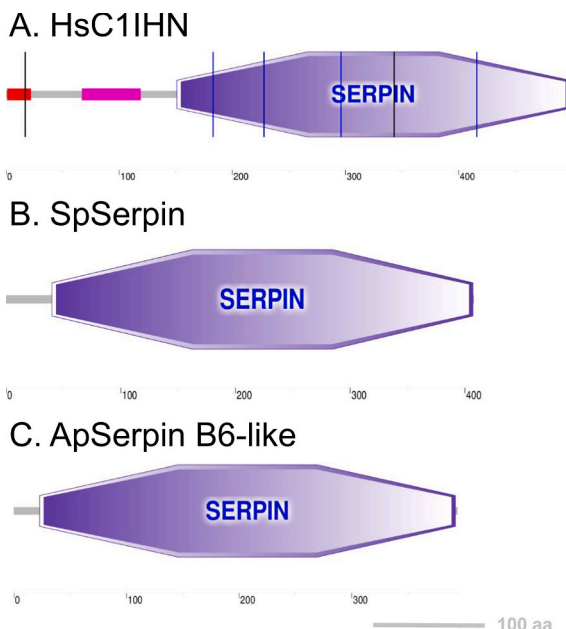 A. HsC1IHN
SERPIN
0 100 200 300 400
B. SpSerpin
SERPIN
0 100 200 300 400
C. ApSerpin B6-like
SERPIN
0 100 200 300
100 aa